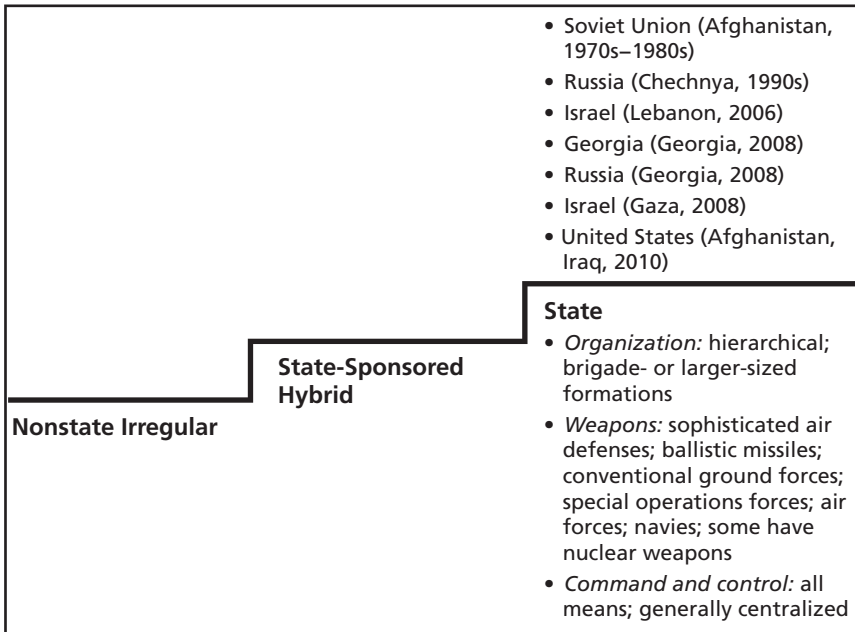 • Soviet Union (Afghanistan,
1970s–1980s)
• Russia (Chechnya, 1990s)
• Israel (Lebanon, 2006)
• Georgia (Georgia, 2008)
• Russia (Georgia, 2008)
• Israel (Gaza, 2008)
• United States (Afghanistan,
Iraq, 2010)
Nonstate Irregular
State-Sponsored
Hybrid
State
• Organization: hierarchical;
brigade- or larger-sized
formations
• Weapons: sophisticated air
defenses; ballistic missiles;
conventional ground forces;
special operations forces; air
forces; navies; some have
nuclear weapons
• Command and control: all
means; generally centralized